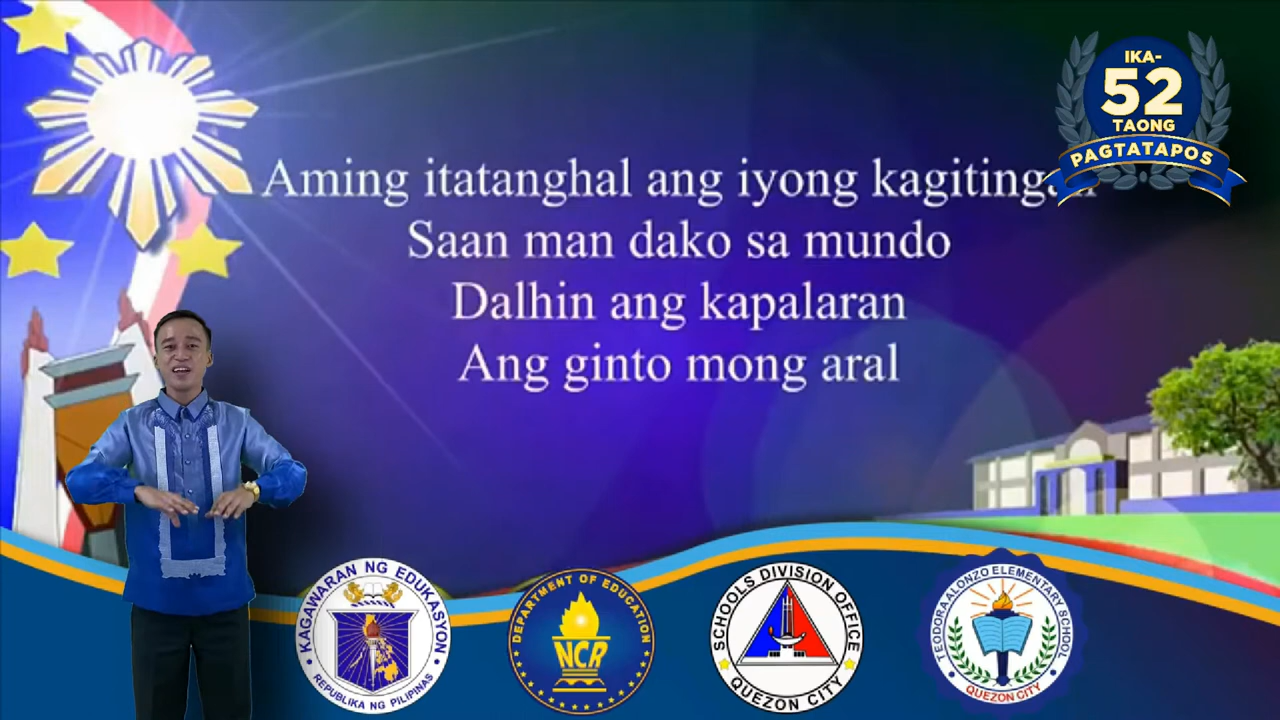 IKA-
52
TAONG
PAGTATAPOS
Aming itatanghal ang iyong
Saan man dako sa mundo
Dalhin ang kapalaran
Ang ginto mong aral
KAGAWARAN NG EDUKASYON
REPUBLIKA NG PILIPINAS
DEPARTMENT OF EDUCATION
NCR
SCHOOLS DIVISION OFFICE
QUEZON CITY
TEODORA ALONZO ELEMENTARY SCHOOL
QUEZON CITY